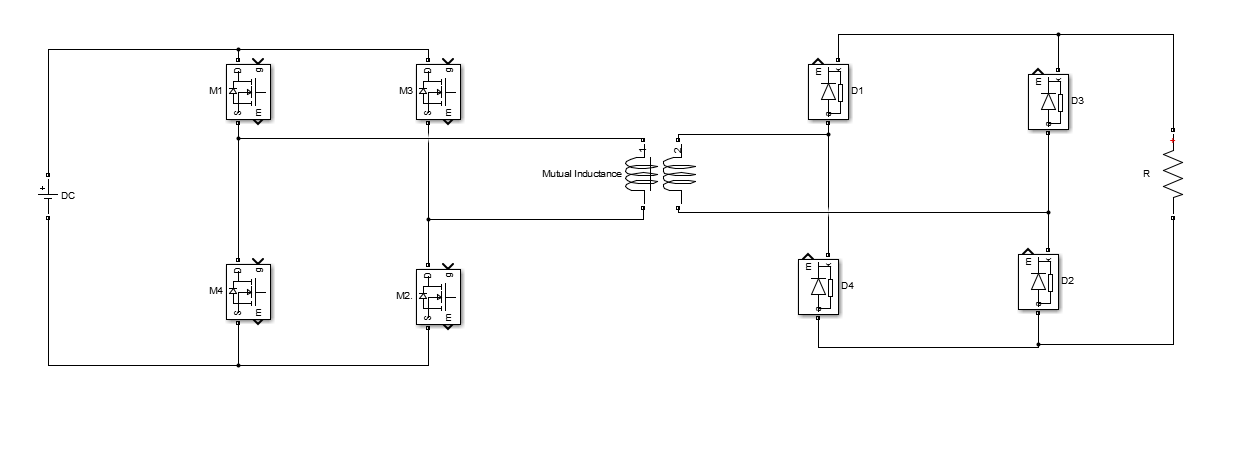 D g
M1
S m
D g
M3
S m
m k
D1
a
m k
D3
a
1
2
Mutual Inductance
+
DC
+
R
D g
M4
S m
D g
M2.
S m
m k
D4
a
m k
D2
a